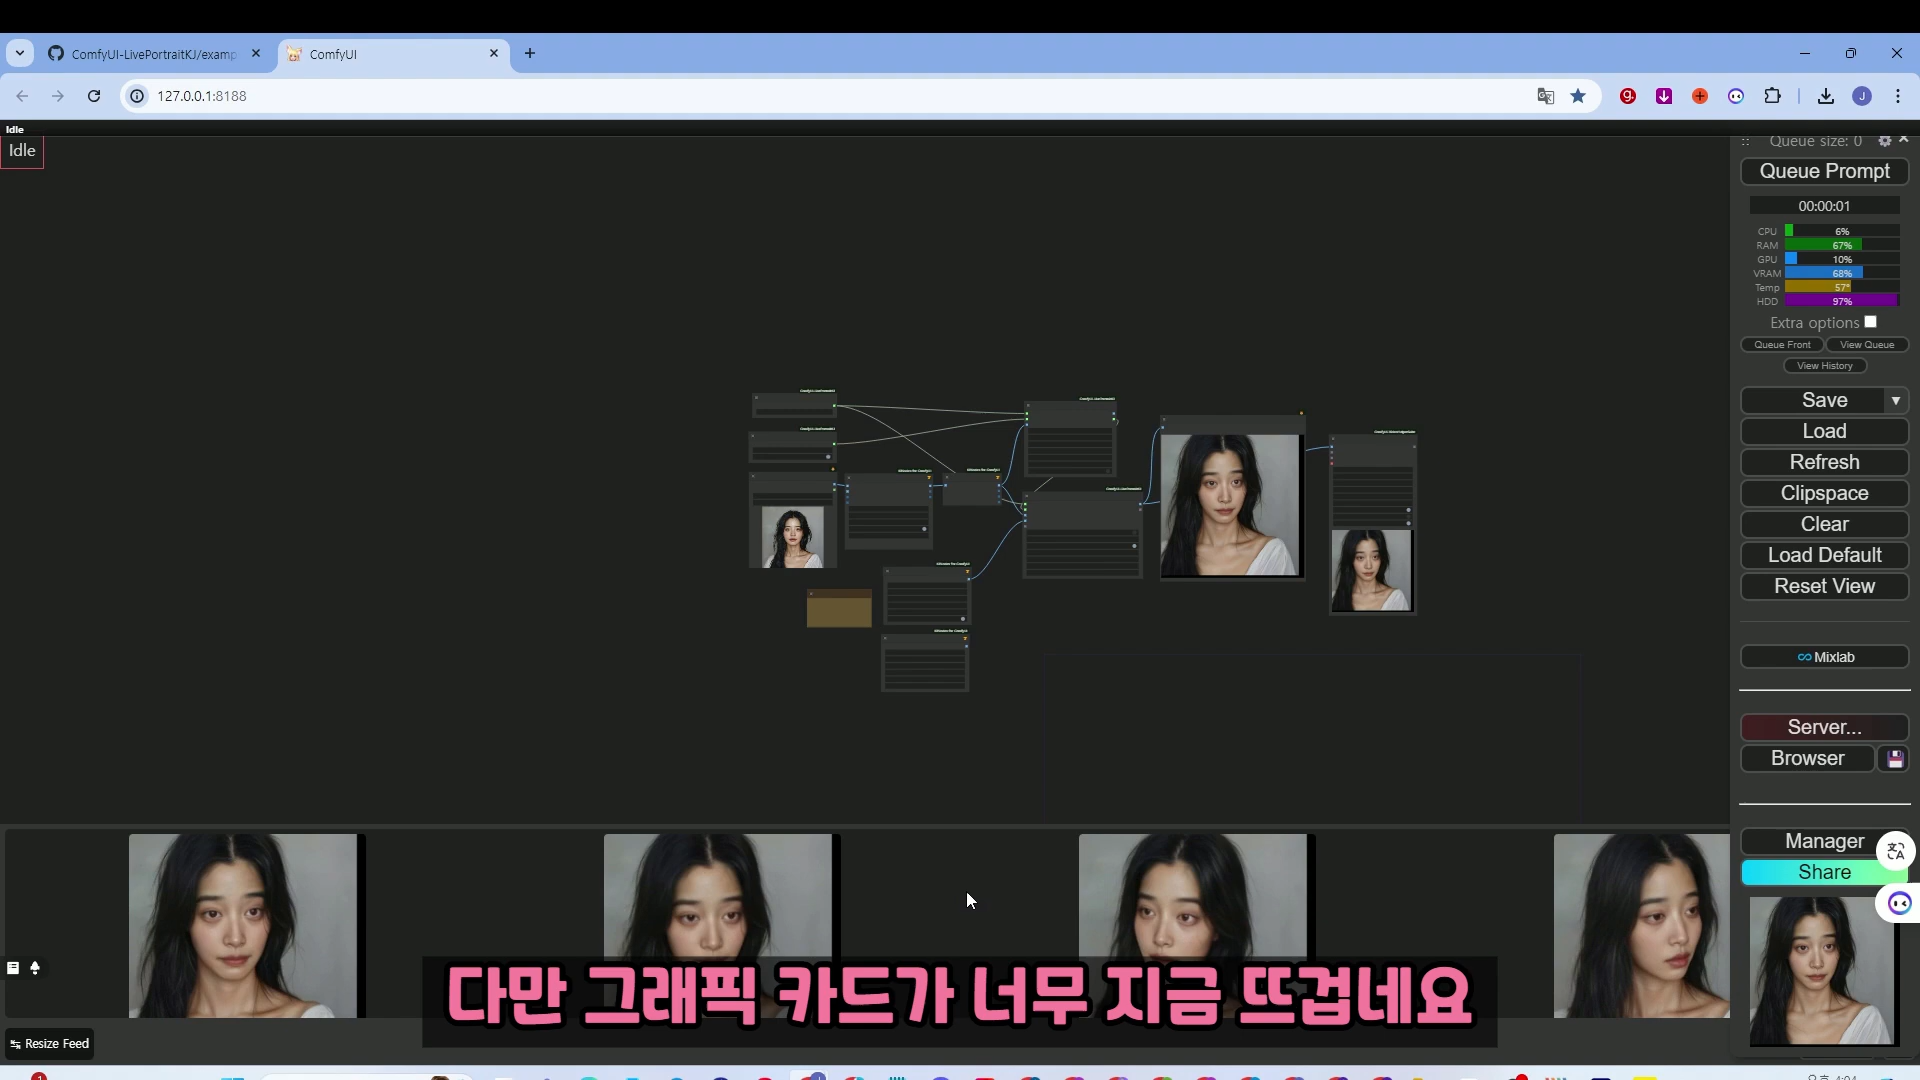 ComfyUI-LivePortraitKJ/examp
ComfyUI
127.0.0.1:8188
Idle
Idle
Queue size: 0
Queue Prompt
00:00:01
CPU 6%
RAM 67%
GPU 10%
VRAM 68%
Temp 57°
HDD 97%
Extra options
Queue Front View Queue
View History
Save
Load
Refresh
Clipspace
Clear
Load Default
Reset View
Mixlab
Server...
Browser
Manager
Share
다만 그래픽 카드가 너무 지금 뜨겁네요
Resize Feed